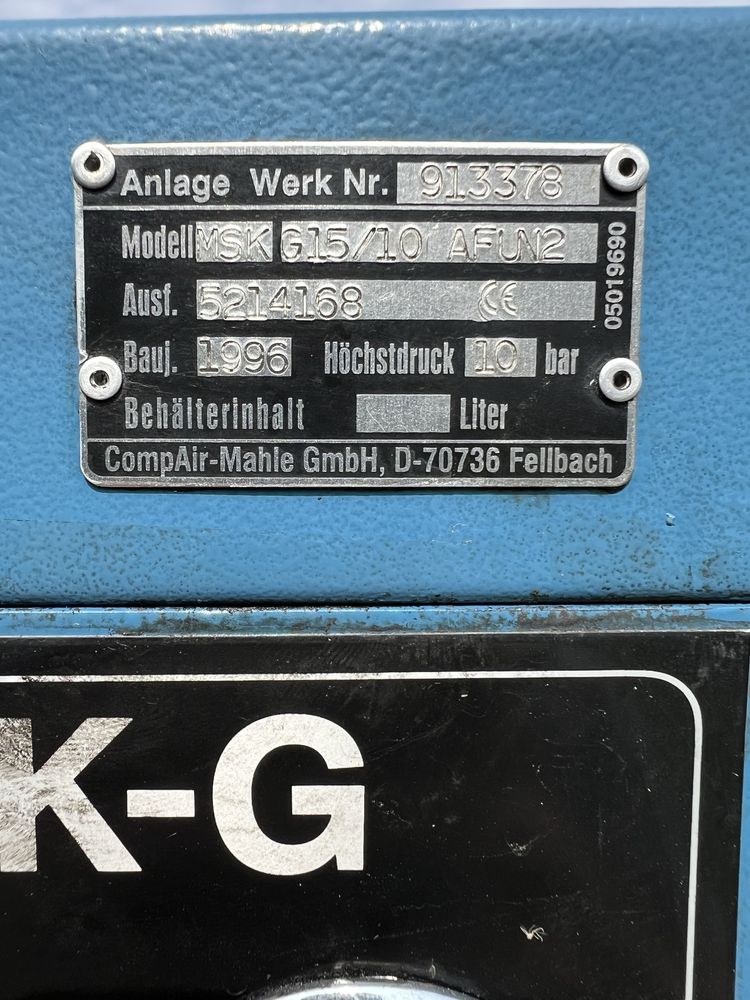 Anlage Werk Nr. 913378
Modell MSK G15/10 AFUN2
Ausf. 5214168 CE
05019690
Bauj. 1996 Höchstdruck 10 bar
Behälterinhalt Liter
CompAir-Mahle GmbH, D-70736 Fellbach
K-G